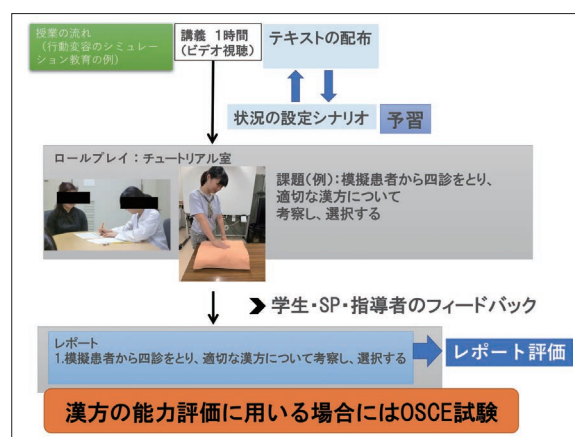 授業の流れ
(行動変容のシミュレー
ション教育の例)
講義 1時間
(ビデオ視聴)
テキストの配布
状況の設定シナリオ
予習
ロールプレイ:チュートリアル室
課題(例):模擬患者から四診をとり、
適切な漢方について
考察し、選択する
学生・SP・指導者のフィードバック
レポート
1.模擬患者から四診をとり、適切な漢方について考察し、選択する
レポート評価
漢方の能力評価に用いる場合にはOSCE試験